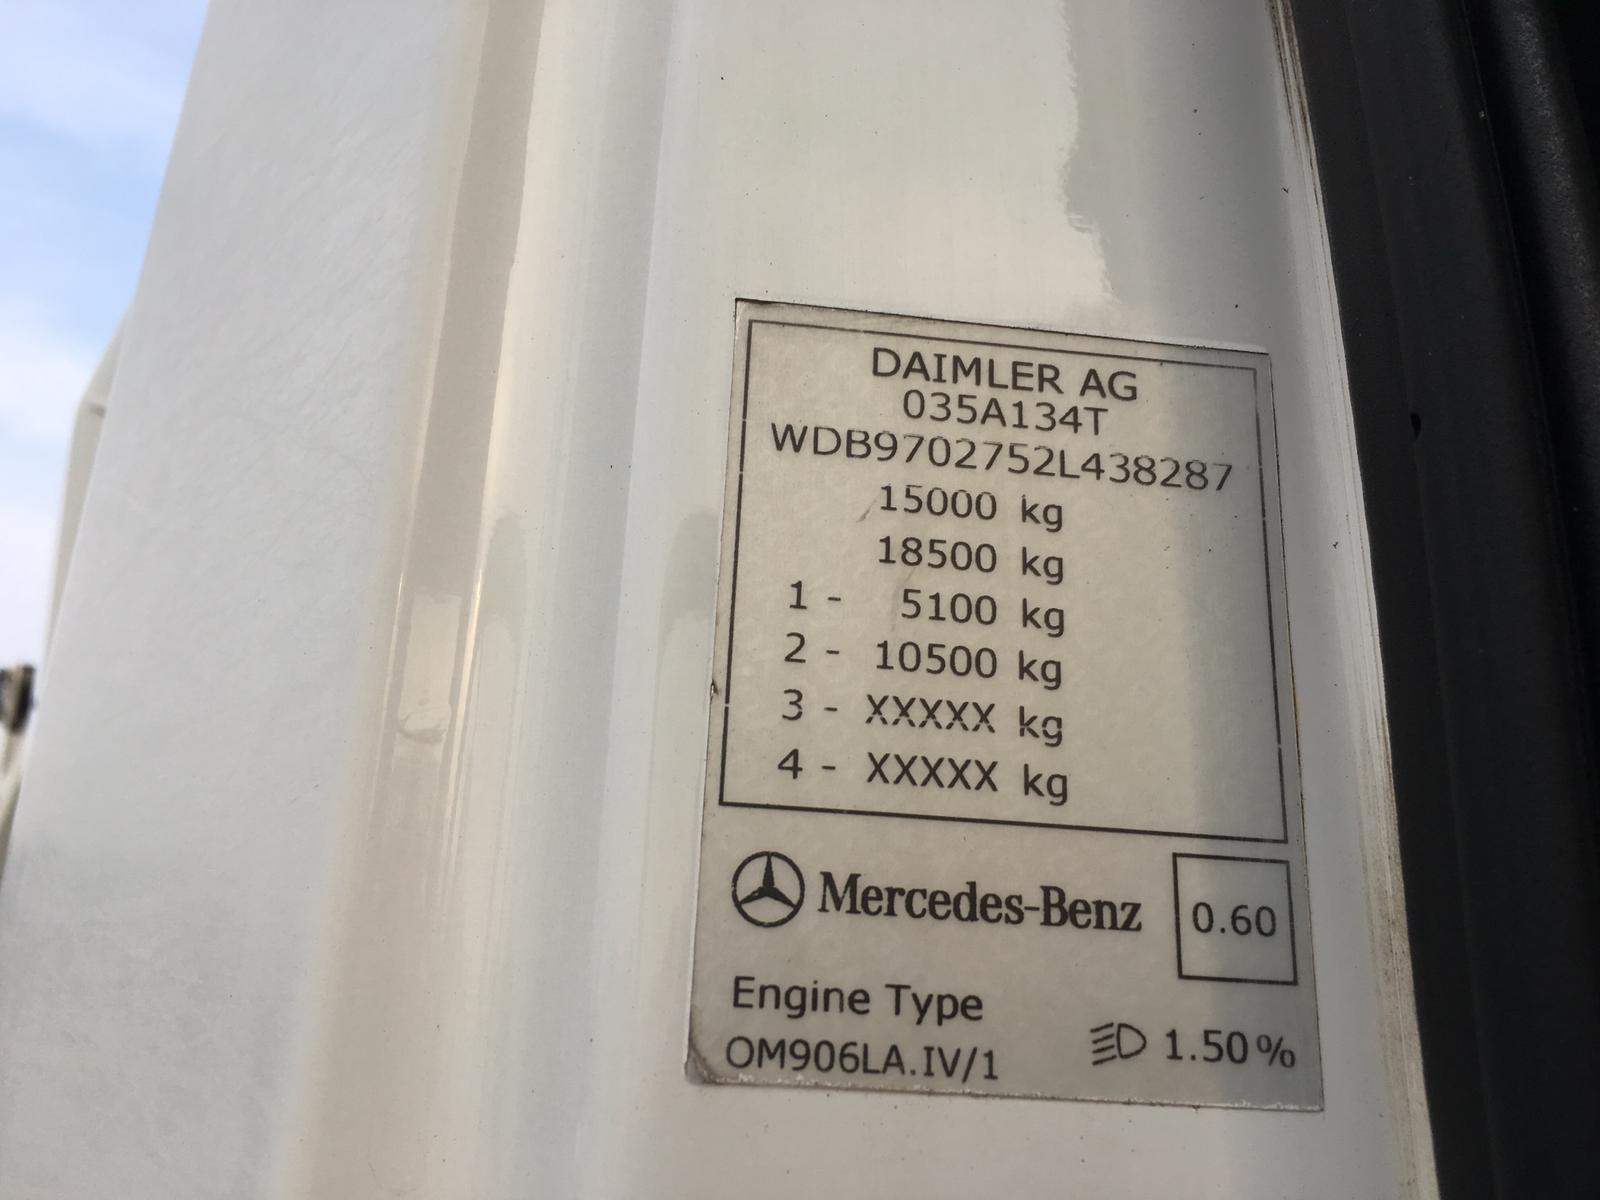 DAIMLER AG
035A134T
WDB9702752L438287
15000 kg
18500 kg
1 - 5100 kg
2 - 10500 kg
3 - XXXXX kg
4 - XXXXX kg
Mercedes-Benz 0.60
Engine Type
OM906LA.IV/1 1.50%